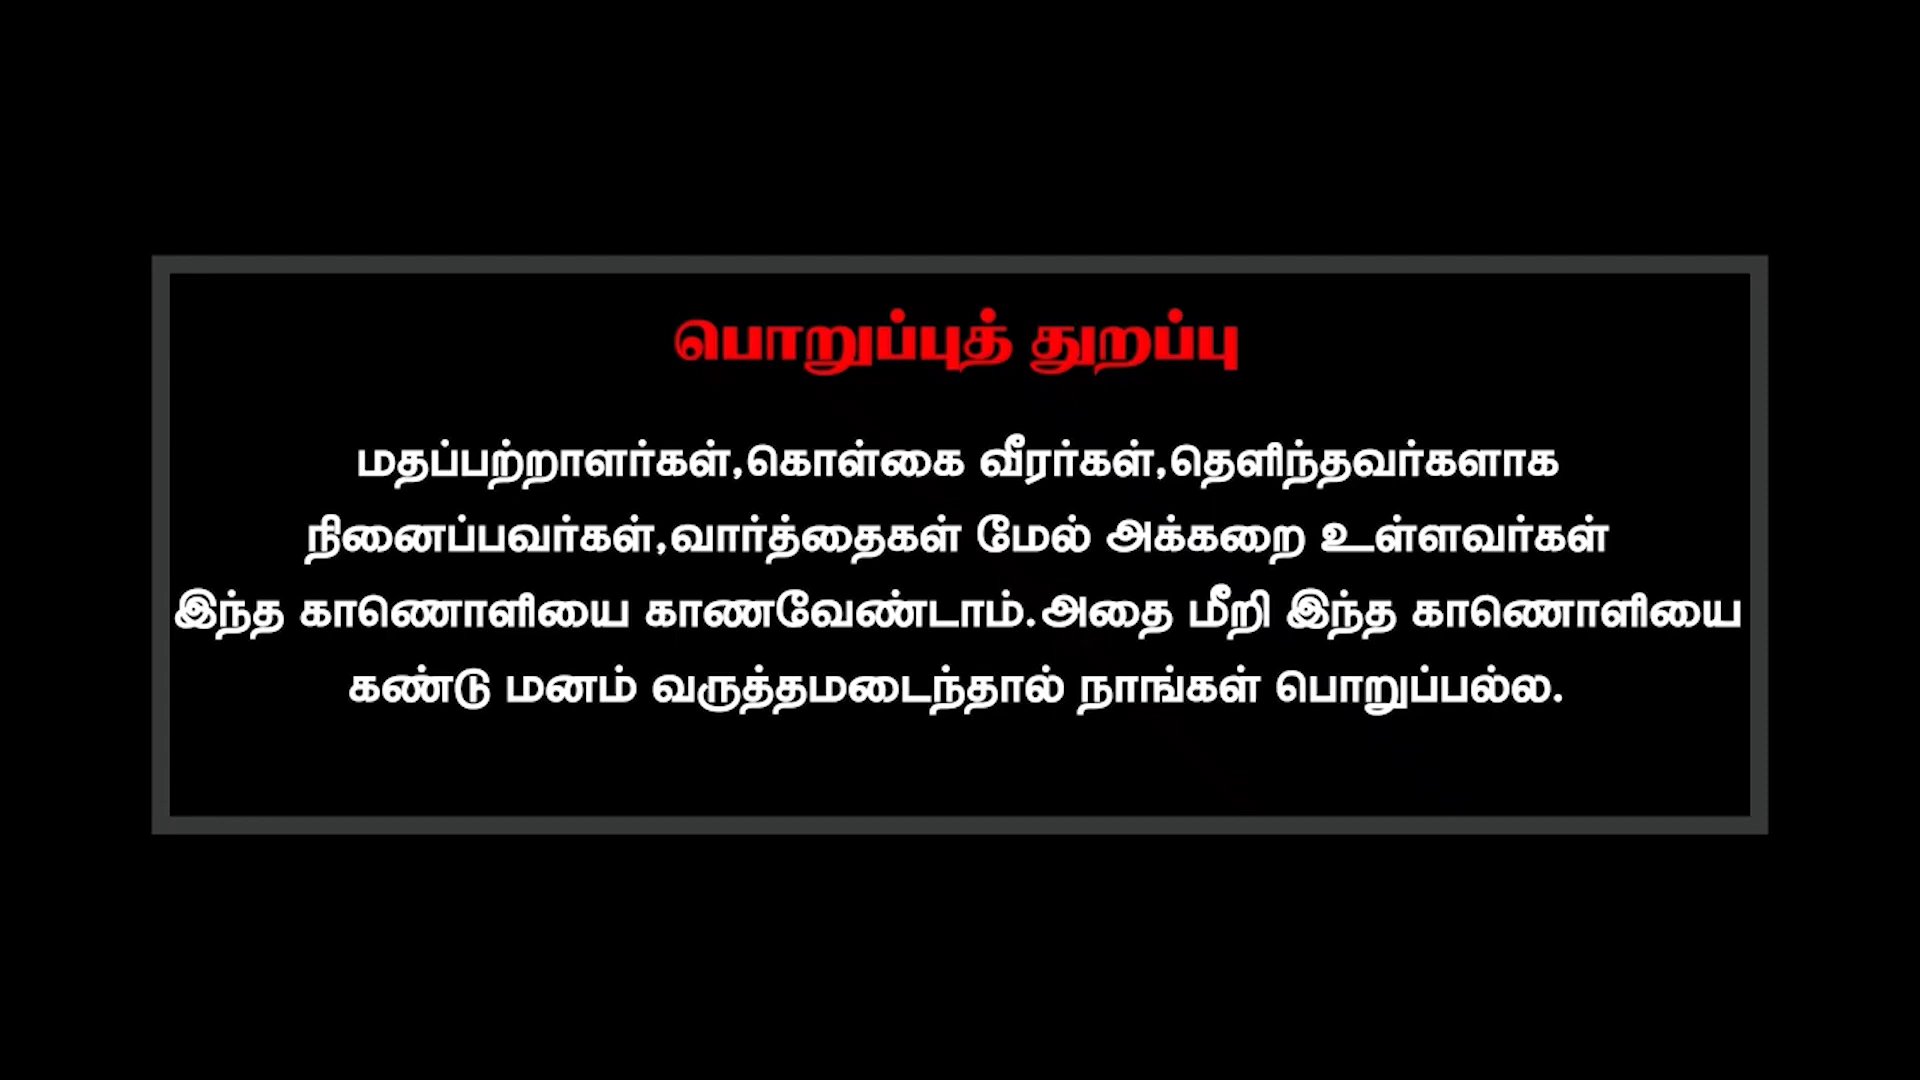 பொறுப்புத் துறப்பு
மதப்பற்றாளர்கள்,கொள்கை வீரர்கள்,தெளிந்தவர்களாக
நினைப்பவர்கள்,வார்த்தைகள் மேல் அக்கறை உள்ளவர்கள்
இந்த காணொளியை காணவேண்டாம்.அதை மீறி இந்த காணொளியை
கண்டு மனம் வருத்தமடைந்தால் நாங்கள் பொறுப்பல்ல.